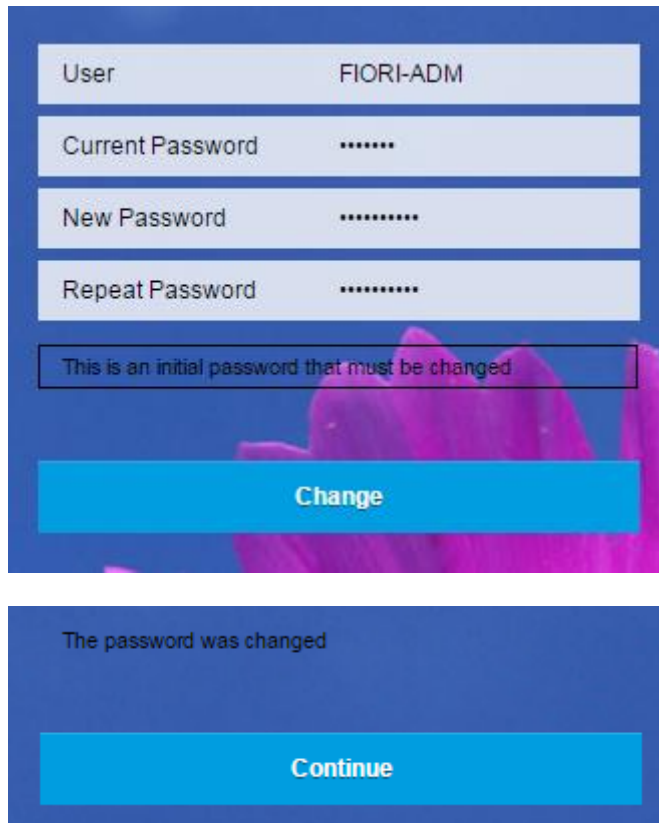 User FIORI-ADM
Current Password •••••••
New Password ••••••••••
Repeat Password ••••••••••
This is an initial password that must be changed
Change
The password was changed
Continue